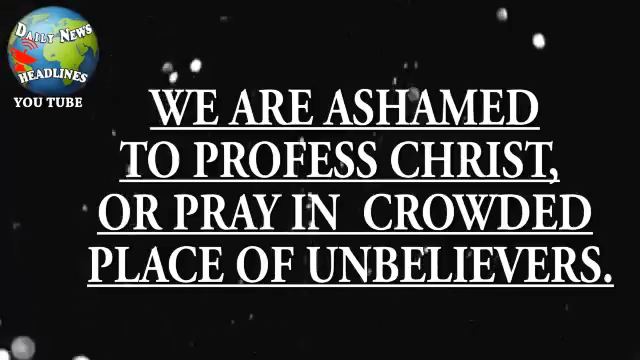 DAILY NEWS
HEADLINES
YOU TUBE
WE ARE ASHAMED
TO PROFESS CHRIST,
OR PRAY IN CROWDED
PLACE OF UNBELIEVERS.